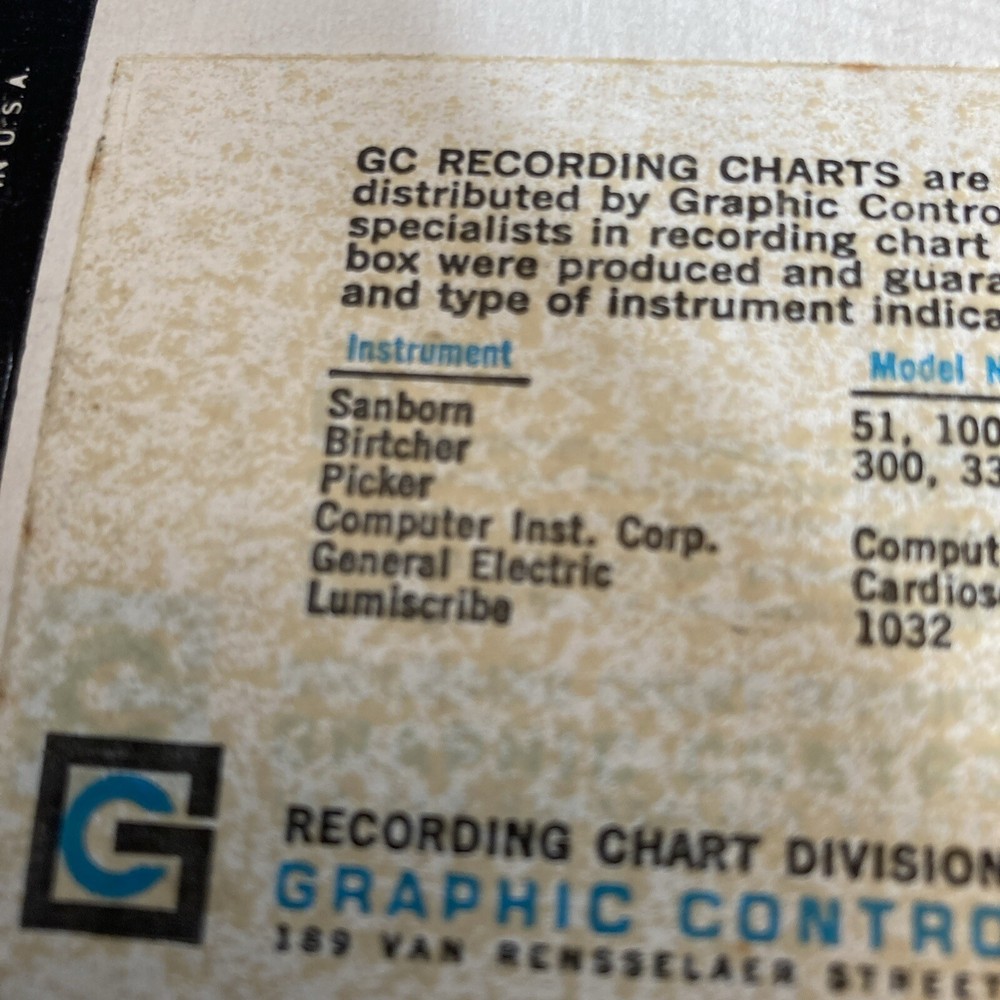 N U.S.A.
GC RECORDING CHARTS are
distributed by Graphic Contro
specialists in recording chart
box were produced and guara
and type of instrument indica
Instrument Model N
Sanborn 51, 100
Birtcher 300, 33
Picker
Computer Inst. Corp. Comput
General Electric Cardios
Lumiscribe 1032
GC
RECORDING CHART DIVISION
GRAPHIC CONTRO
189 VAN RENSSELAER STREET